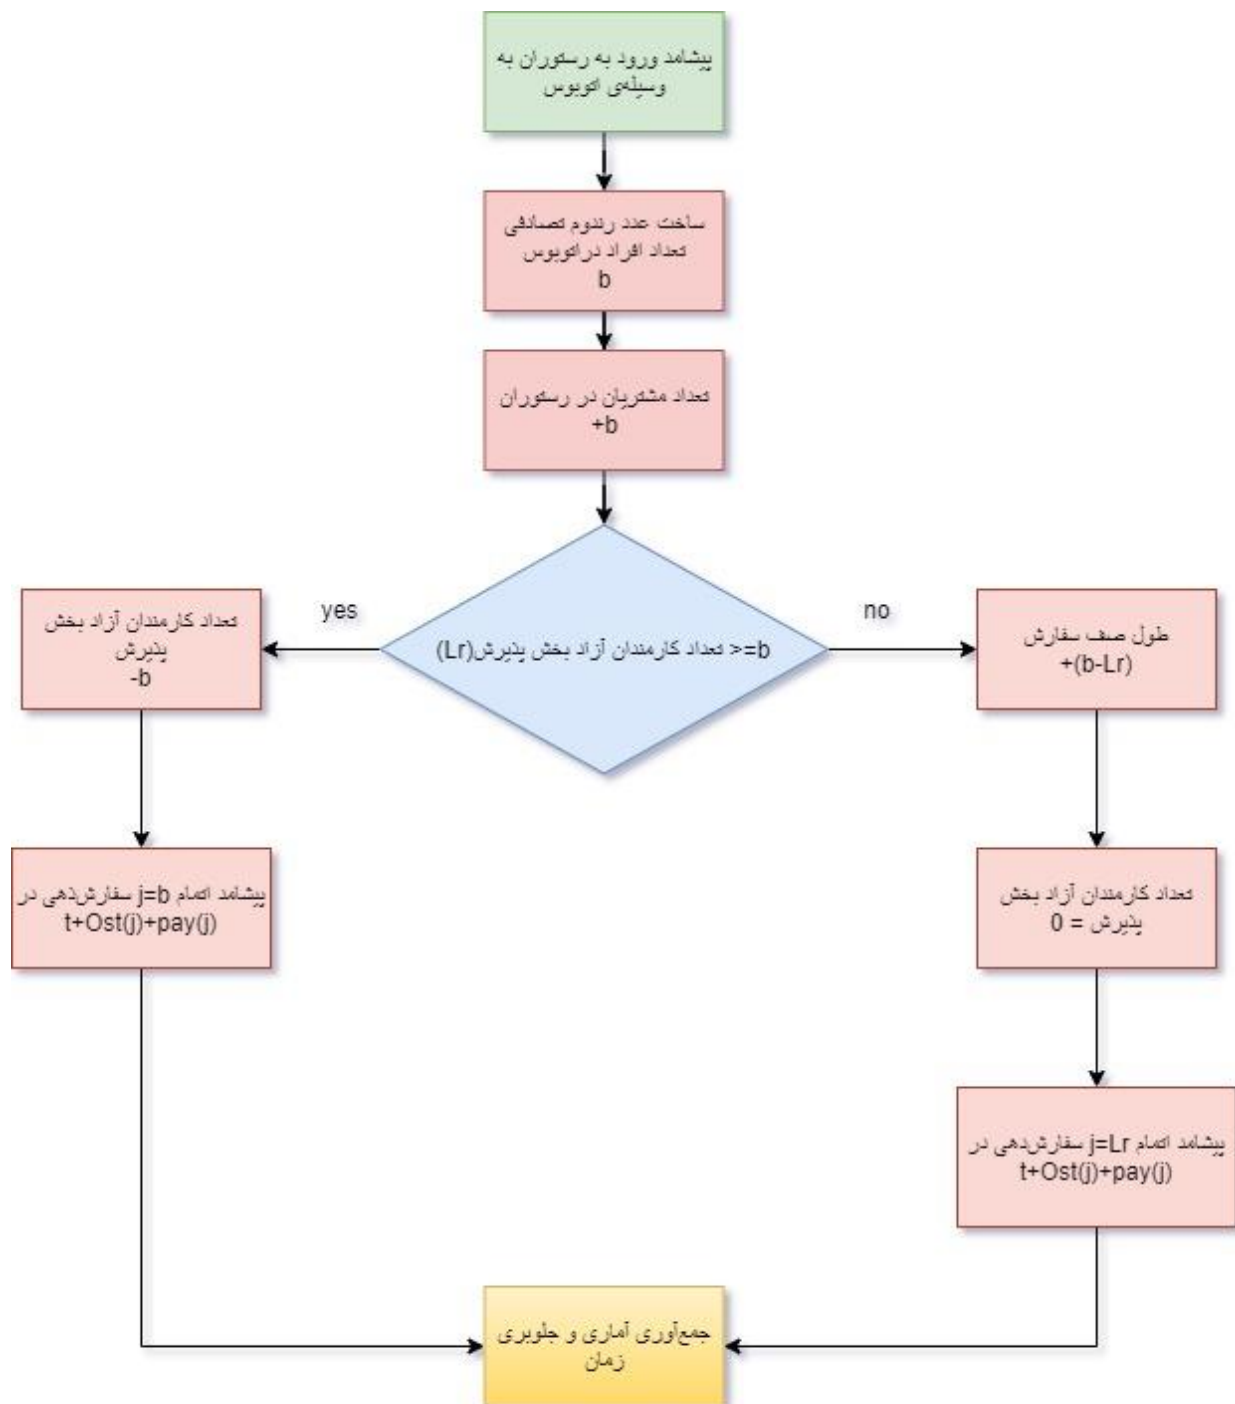 پیشامد ورود به رستوران به
وسیله‌ی اتوبوس
ساخت عدد رندوم تصادفی
تعداد افراد دراتوبوس
b
تعداد مشتریان در رستوران
+b
yes
no
تعداد کارمندان آزاد بخش پذیرش(Lr) >=b
تعداد کارمندان آزاد بخش
پذیرش
-b
طول صف سفارش
+(b-Lr)
پیشامد اتمام j=b سفارش‌دهی در
t+Ost(j)+pay(j)
تعداد کارمندان آزاد بخش
پذیرش = 0
پیشامد اتمام j=Lr سفارش‌دهی در
t+Ost(j)+pay(j)
جمع‌آوری آماری و جلوبری
زمان